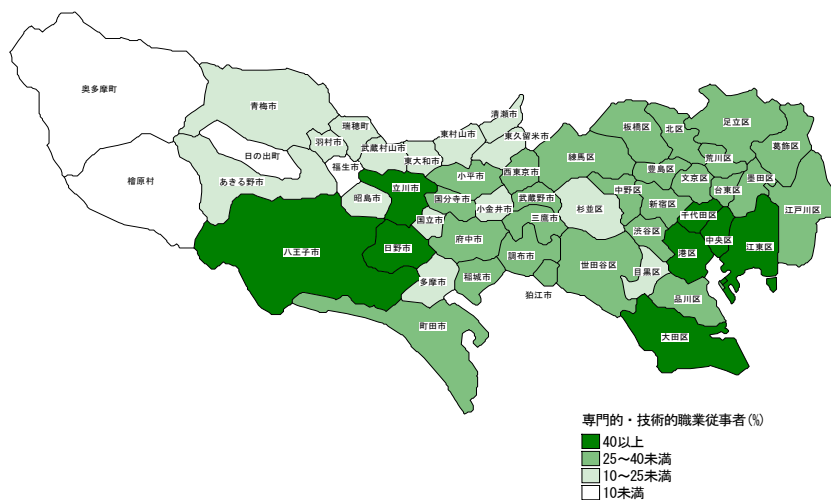 奥多摩町
青梅市
瑞穂町
羽村市
清瀬市
東村山市
東久留米市
武蔵村山市
東大和市
日の出町
福生市
檜原村
あきる野市
昭島市
立川市
小平市
西東京市
国分寺市
小金井市
武蔵野市
三鷹市
国立市
八王子市
日野市
府中市
調布市
多摩市
稲城市
狛江市
町田市
板橋区
北区
足立区
葛飾区
練馬区
豊島区
荒川区
文京区
台東区
墨田区
中野区
杉並区
新宿区
千代田区
江戸川区
渋谷区
港区
中央区
江東区
世田谷区
目黒区
品川区
大田区
専門的・技術的職業従事者(%)
40以上
25～40未満
10～25未満
10未満